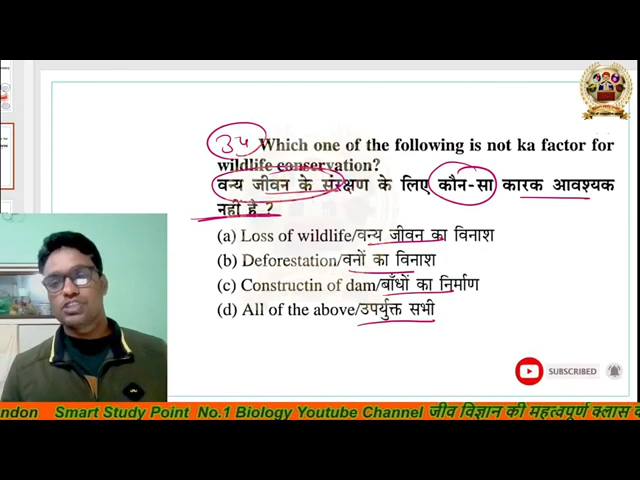 34
Which one of the following is not ka factor for
wildlife conservation?
वन्य जीवन के संरक्षण के लिए कौन-सा कारक आवश्यक
नहीं है ?
(a) Loss of wildlife/वन्य जीवन का विनाश
(b) Deforestation/वनों का विनाश
(c) Constructin of dam/बाँधों का निर्माण
(d) All of the above/उपर्युक्त सभी
SUBSCRIBED
ndon Smart Study Point No.1 Biology Youtube Channel जीव विज्ञान की महत्वपूर्ण क्लास